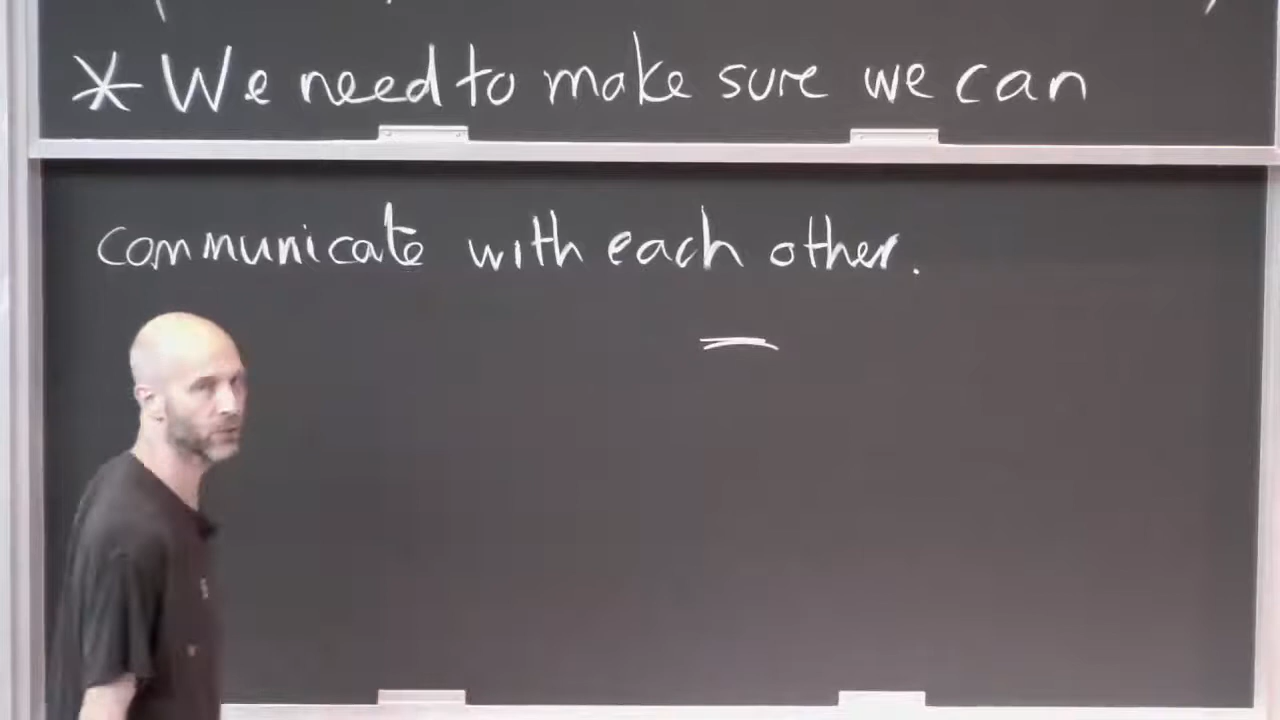 * We need to make sure we can
communicate with each other.